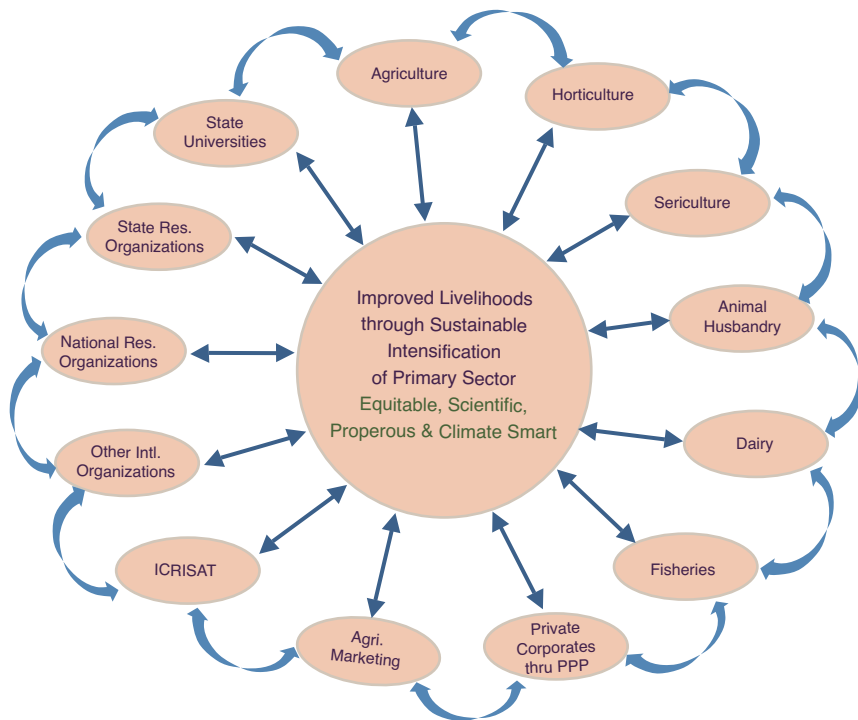 Agriculture
Horticulture
State
Universities
Sericulture
State Res.
Organizations
Animal
Husbandry
National Res.
Organizations
Improved Livelihoods
through Sustainable
Intensification
of Primary Sector
Equitable, Scientific,
Properous & Climate Smart
Dairy
Other Intl.
Organizations
Fisheries
ICRISAT
Private
Corporates
thru PPP
Agri.
Marketing